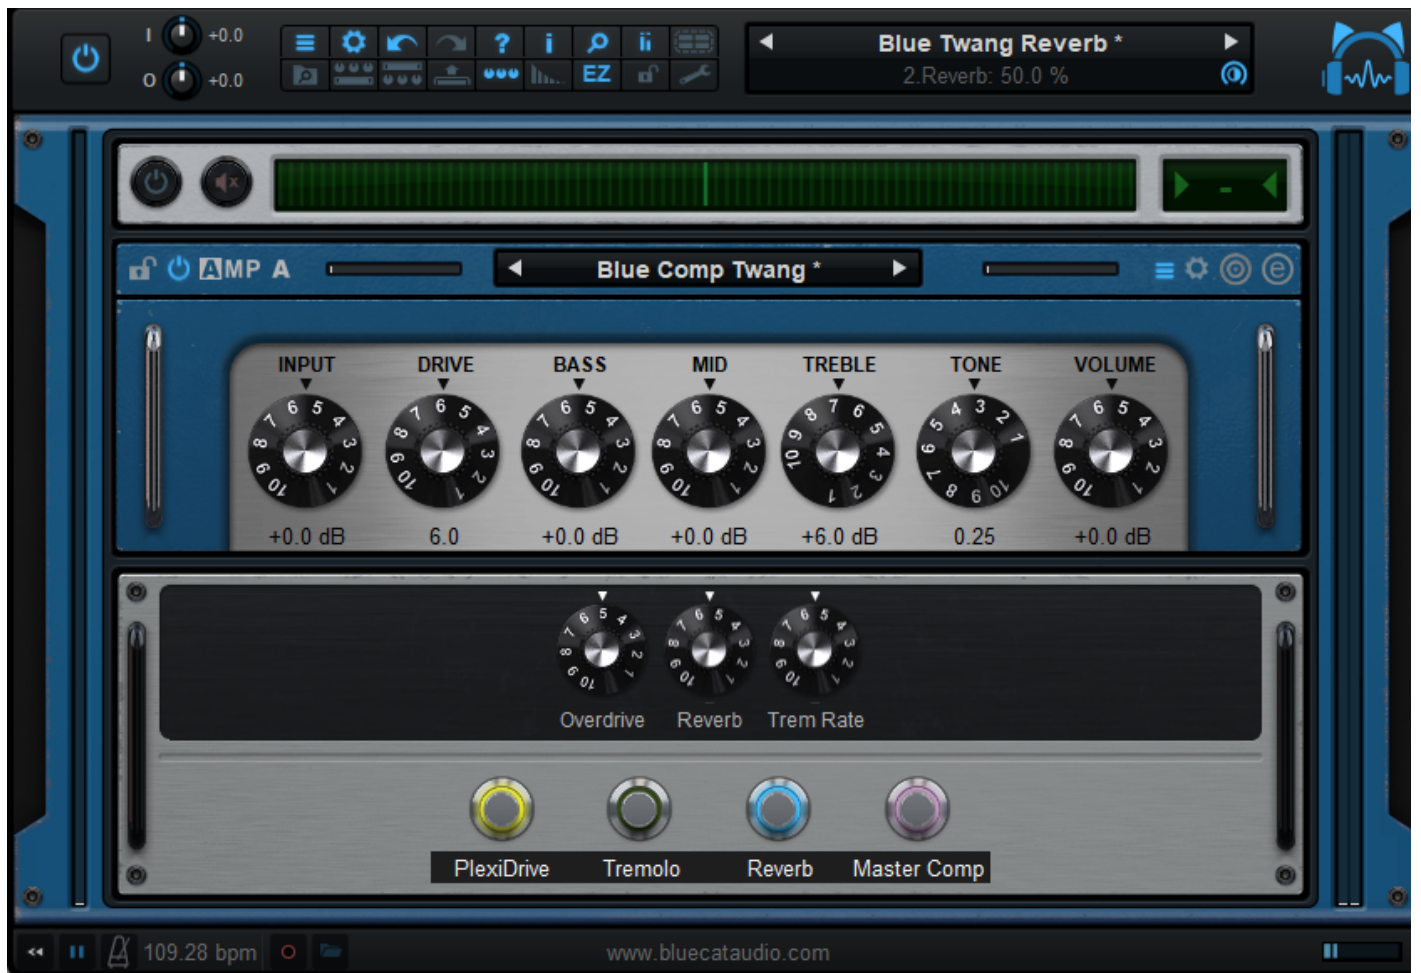 I +0.0
O +0.0
? i
EZ
Blue Twang Reverb *
2.Reverb: 50.0 %
-
AMP A
Blue Comp Twang *
e
INPUT DRIVE BASS MID TREBLE TONE VOLUME
+0.0 dB 6.0 +0.0 dB +0.0 dB +6.0 dB 0.25 +0.0 dB
Overdrive Reverb Trem Rate
PlexiDrive Tremolo Reverb Master Comp
109.28 bpm www.bluecataudio.com